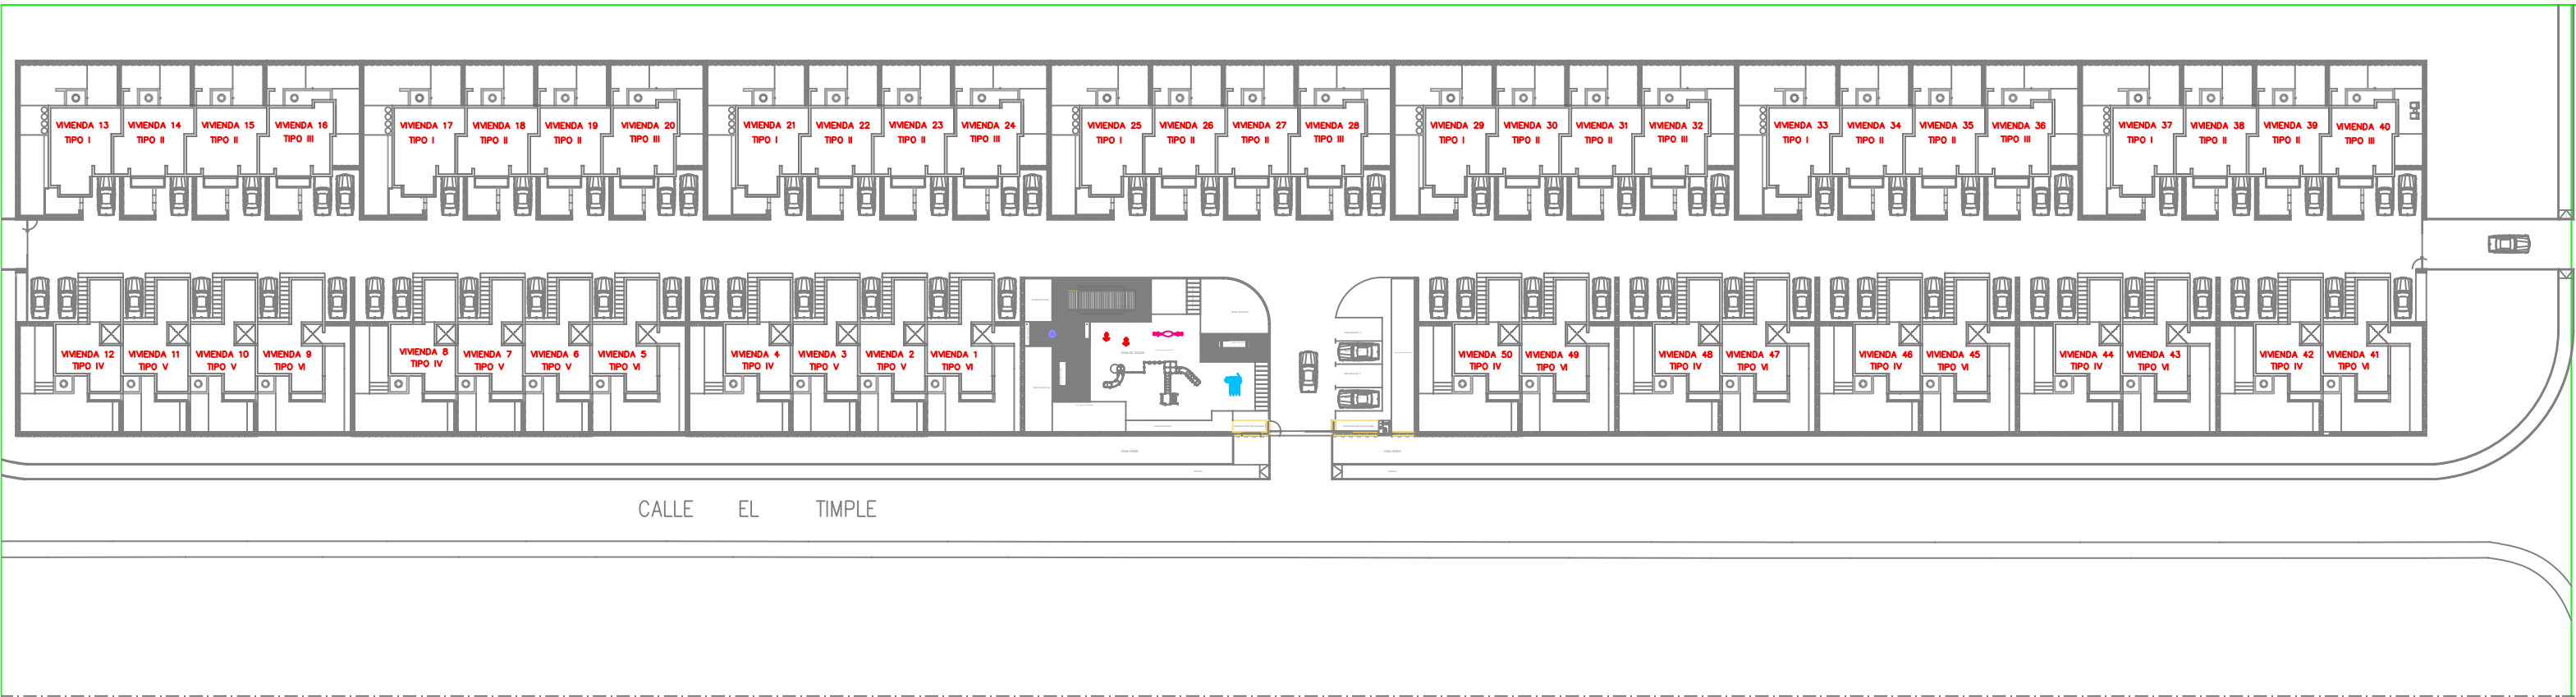 VIVIENDA 13
TIPO I
VIVIENDA 14
TIPO II
VIVIENDA 15
TIPO II
VIVIENDA 16
TIPO III
VIVIENDA 17
TIPO I
VIVIENDA 18
TIPO II
VIVIENDA 19
TIPO II
VIVIENDA 20
TIPO III
VIVIENDA 21
TIPO I
VIVIENDA 22
TIPO II
VIVIENDA 23
TIPO II
VIVIENDA 24
TIPO III
VIVIENDA 25
TIPO I
VIVIENDA 26
TIPO II
VIVIENDA 27
TIPO II
VIVIENDA 28
TIPO III
VIVIENDA 29
TIPO I
VIVIENDA 30
TIPO II
VIVIENDA 31
TIPO II
VIVIENDA 32
TIPO III
VIVIENDA 33
TIPO I
VIVIENDA 34
TIPO II
VIVIENDA 35
TIPO II
VIVIENDA 36
TIPO III
VIVIENDA 37
TIPO I
VIVIENDA 38
TIPO II
VIVIENDA 39
TIPO II
VIVIENDA 40
TIPO III
VIVIENDA 12
TIPO IV
VIVIENDA 11
TIPO V
VIVIENDA 10
TIPO V
VIVIENDA 9
TIPO VI
VIVIENDA 8
TIPO IV
VIVIENDA 7
TIPO V
VIVIENDA 6
TIPO V
VIVIENDA 5
TIPO VI
VIVIENDA 4
TIPO IV
VIVIENDA 3
TIPO V
VIVIENDA 2
TIPO V
VIVIENDA 1
TIPO VI
VIVIENDA 50
TIPO IV
VIVIENDA 49
TIPO VI
VIVIENDA 48
TIPO IV
VIVIENDA 47
TIPO VI
VIVIENDA 46
TIPO IV
VIVIENDA 45
TIPO VI
VIVIENDA 44
TIPO IV
VIVIENDA 43
TIPO VI
VIVIENDA 42
TIPO IV
VIVIENDA 41
TIPO VI
CALLE EL TIMPLE